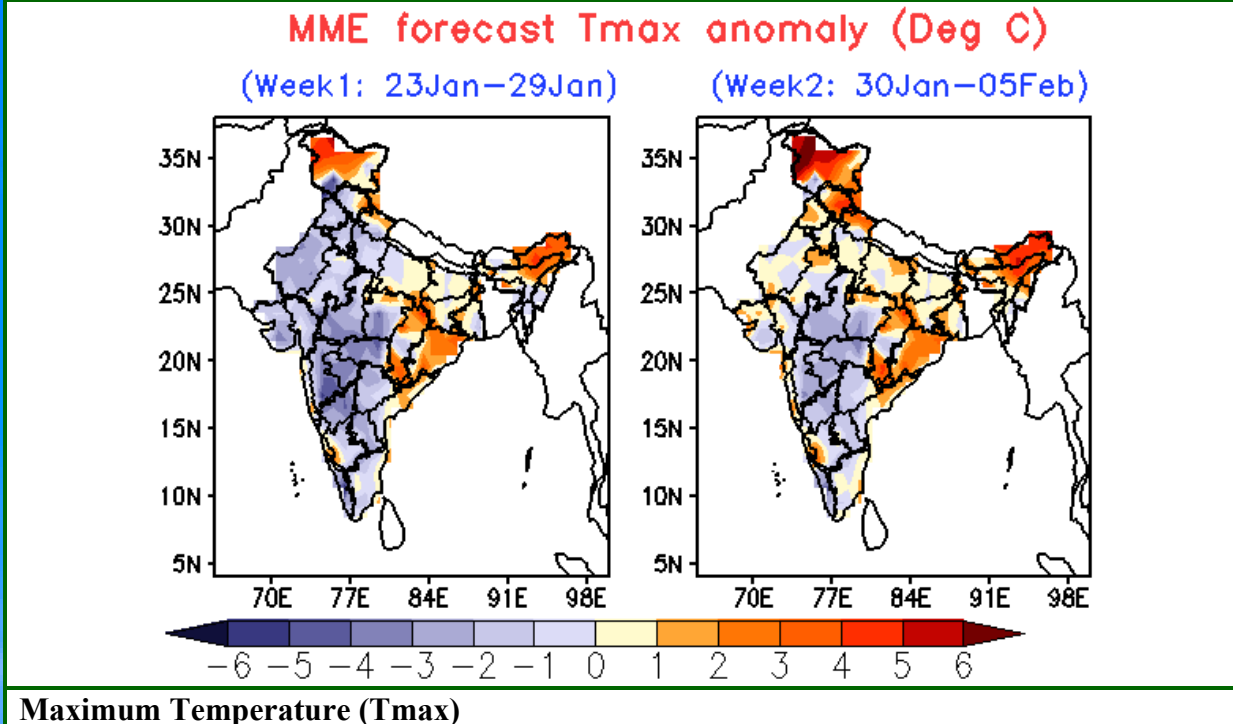 MME forecast Tmax anomaly (Deg C)
(Week1: 23Jan−29Jan) (Week2: 30Jan−05Feb)
35N 35N
30N 30N
25N 25N
20N 20N
15N 15N
10N 10N
5N 5N
70E 77E 84E 91E 98E 70E 77E 84E 91E 98E
−6 −5 −4 −3 −2 −1 0 1 2 3 4 5 6
Maximum Temperature (Tmax)